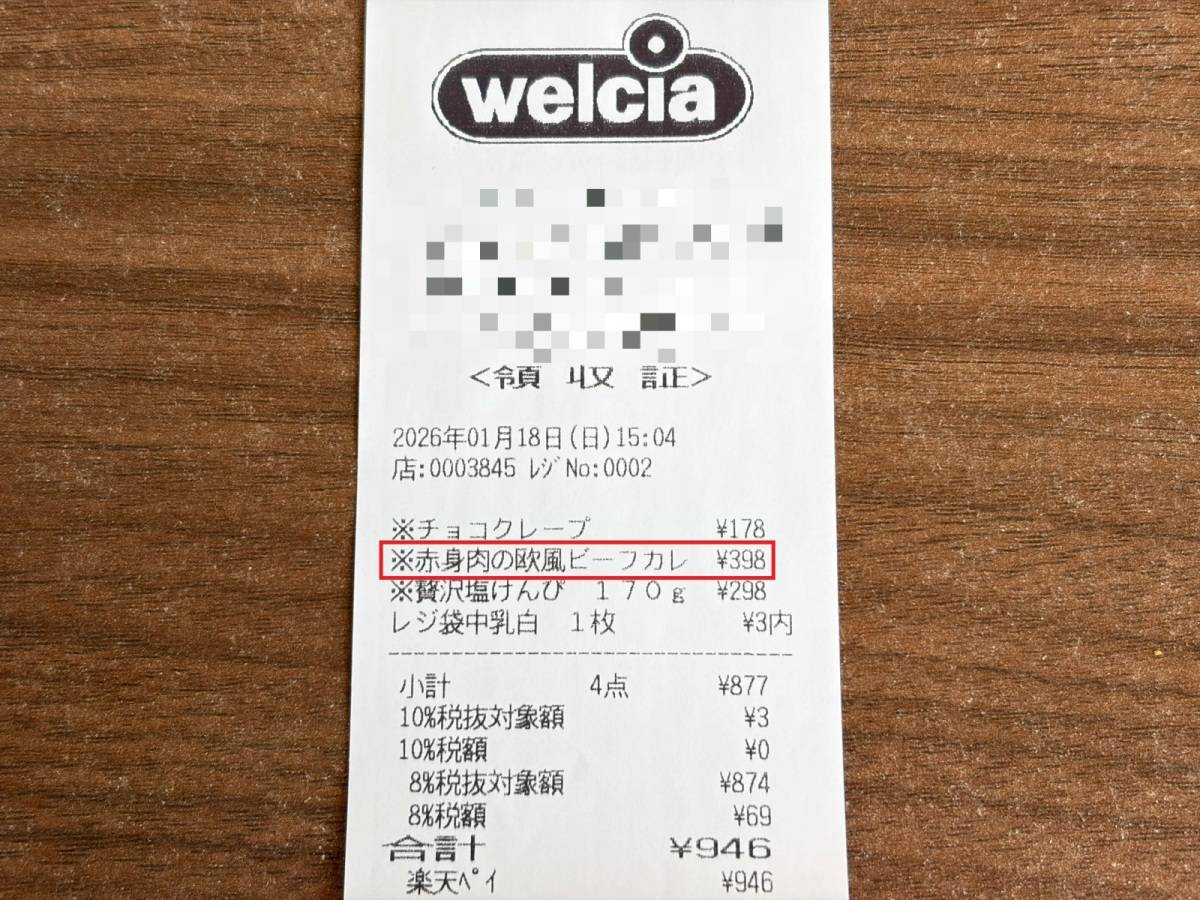 welcia
<領 収 証>
2026年01月18日(日)15:04
店:0003845 ﾚｼﾞNo:0002
※チョコクレープ ¥178
※赤身肉の欧風ビーフカレ ¥398
※贅沢塩けんぴ 170g ¥298
レジ袋中乳白 1枚 ¥3内
小計 4点 ¥877
10%税抜対象額 ¥3
10%税額 ¥0
8%税抜対象額 ¥874
8%税額 ¥69
合計 ¥946
楽天ﾍﾟｲ ¥946